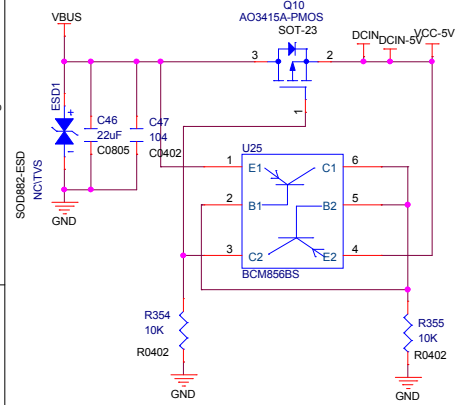 Q10
AO3415A-PMOS
SOT-23
VBUS
DCIN
DCIN-5V
VCC-5V
3
2
1
ESD1
+
-
C46
22uF
C0805
C47
104
C0402
SOD882-ESD
NC\TVS
GND
U25
1
E1
C1
6
2
B1
B2
5
3
C2
E2
4
BCM856BS
R354
10K
R0402
R355
10K
R0402
GND
GND